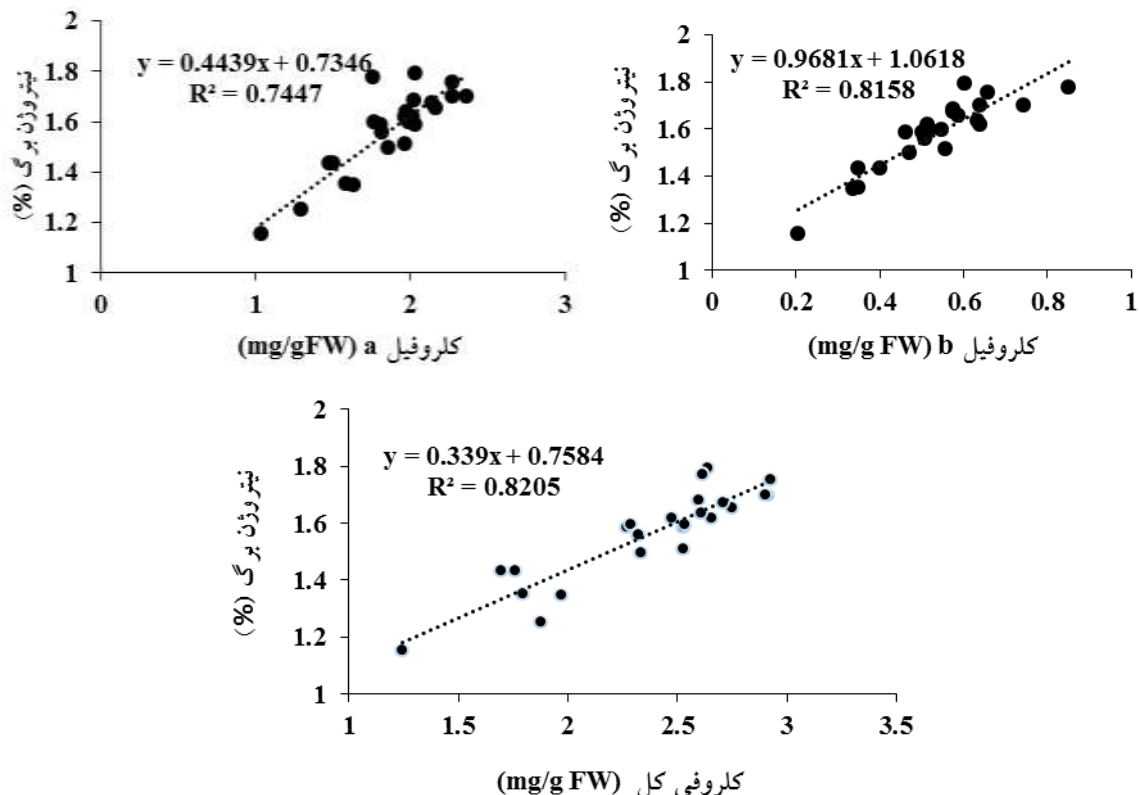 y = 0.4439x + 0.7346
R² = 0.7447
نیتروژن برگ (%)
2
1.8
1.6
1.4
1.2
1
0
1
2
3
کلروفیل a (mg/gFW)
y = 0.9681x + 1.0618
R² = 0.8158
نیتروژن برگ (%)
2
1.8
1.6
1.4
1.2
1
0
0.2
0.4
0.6
0.8
1
کلروفیل b (mg/g FW)
y = 0.339x + 0.7584
R² = 0.8205
نیتروژن برگ (%)
2
1.8
1.6
1.4
1.2
1
1
1.5
2
2.5
3
3.5
کلروفی کل (mg/g FW)